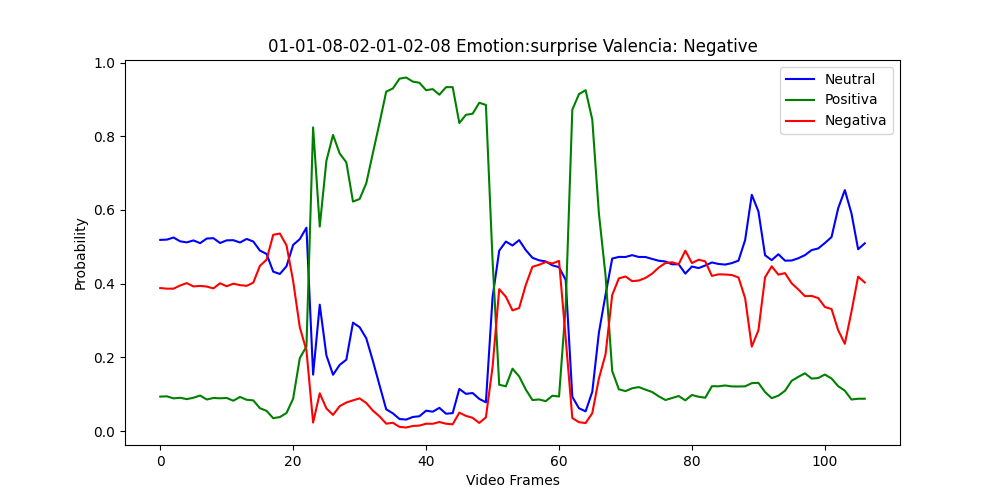 01-01-08-02-01-02-08 Emotion:surprise Valencia: Negative
Neutral
Positiva
Negativa
Probability
1.0
0.8
0.6
0.4
0.2
0.0
0 20 40 60 80 100
Video Frames